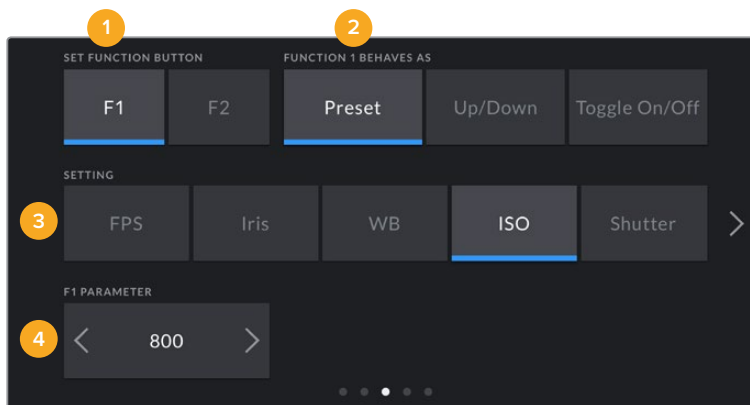 1 2
SET FUNCTION BUTTON FUNCTION 1 BEHAVES AS
F1 F2 Preset Up/Down Toggle On/Off
SETTING
3 FPS Iris WB ISO Shutter
F1 PARAMETER
4 800